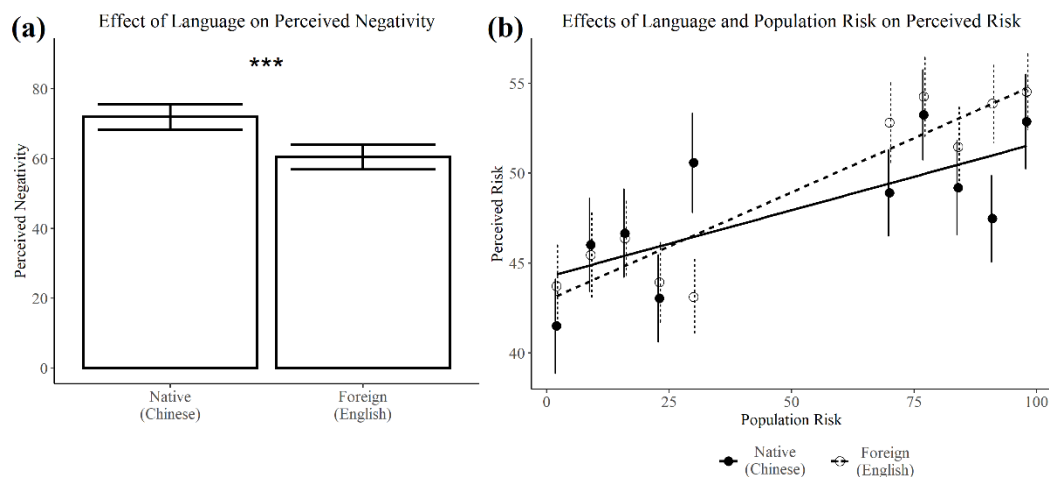 (a)
Effect of Language on Perceived Negativity
***
Perceived Negativity
80
60
40
20
0
Native
(Chinese)
Foreign
(English)
(b)
Effects of Language and Population Risk on Perceived Risk
Perceived Risk
55
50
45
40
0
25
50
75
100
Population Risk
Native
(Chinese)
Foreign
(English)